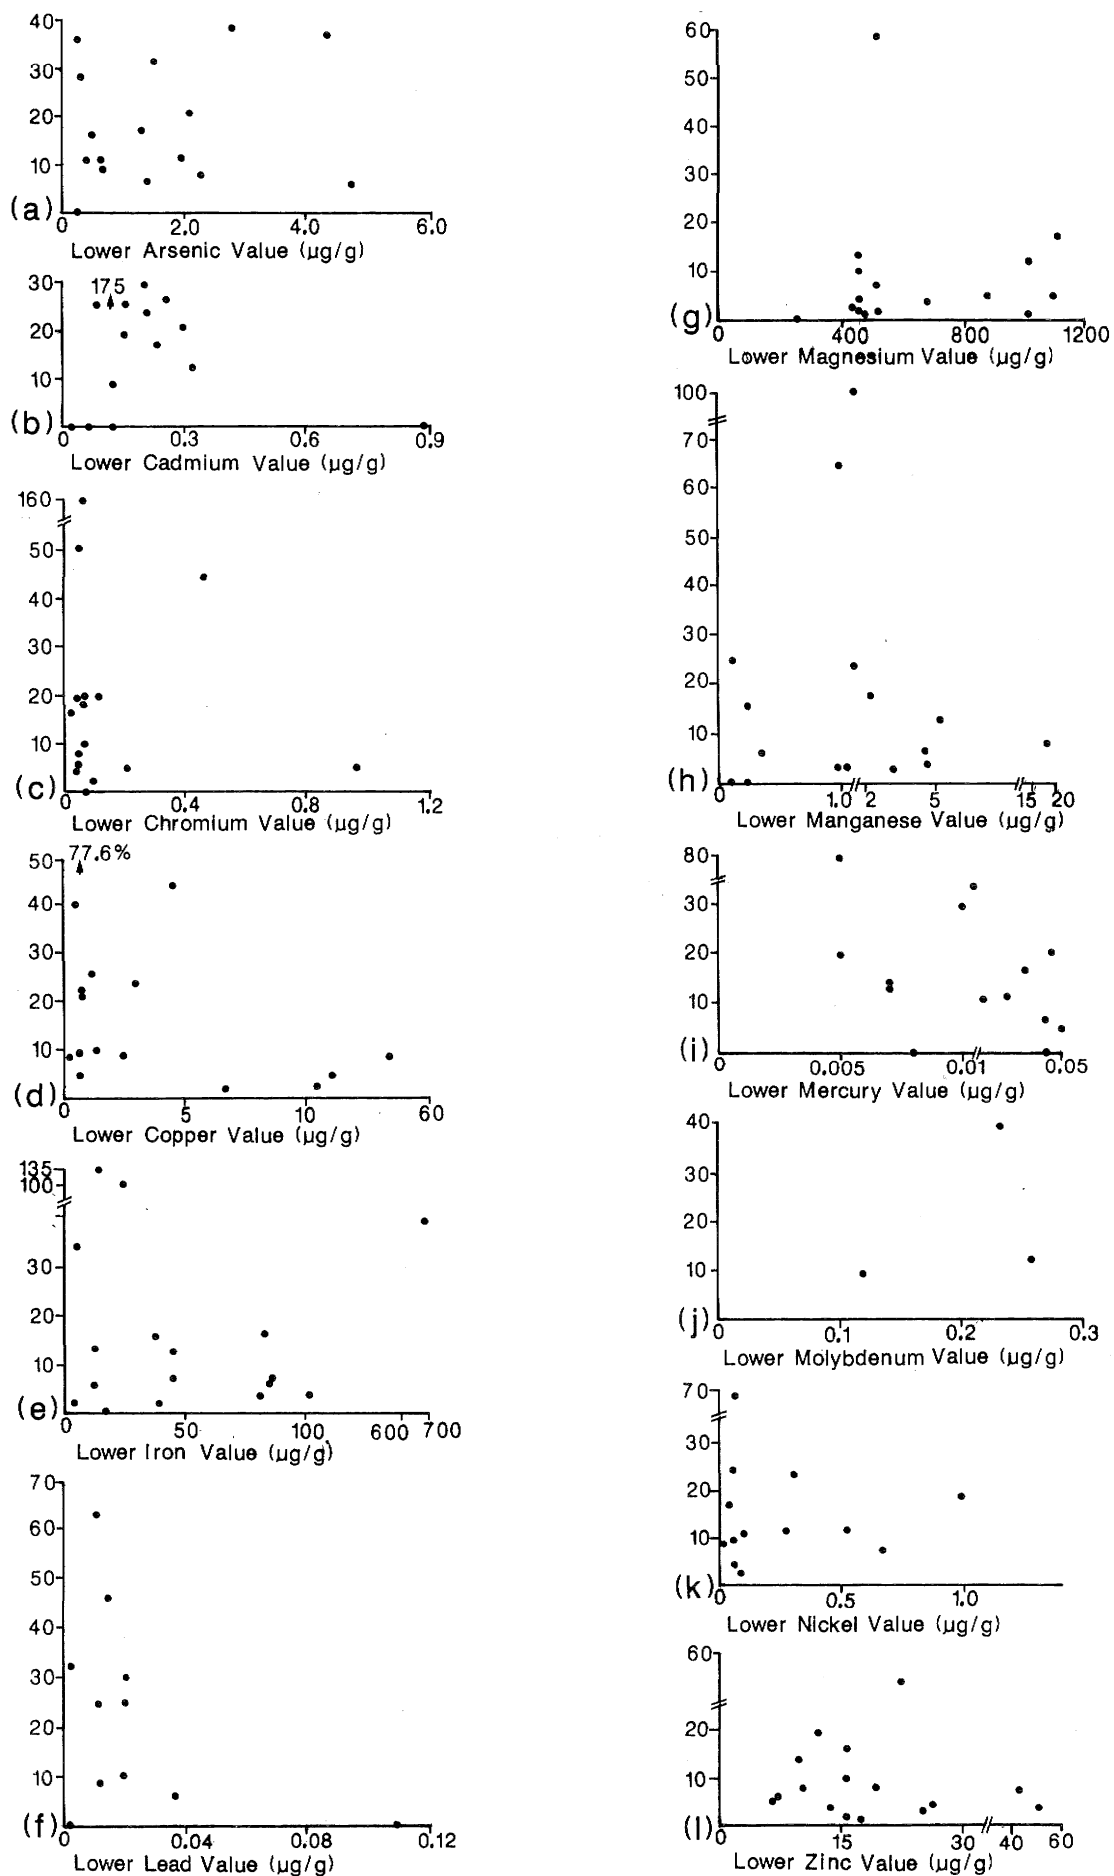 40
30
20
10
(a)
0 2.0 4.0 6.0
Lower Arsenic Value (µg/g)
30
175
20
10
(b)
0 0.3 0.6 0.9
Lower Cadmium Value (µg/g)
160
50
40
30
20
10
(c)
0 0.4 0.8 1.2
Lower Chromium Value (µg/g)
77.6%
50
40
30
20
10
(d)
0 5 10 60
Lower Copper Value (µg/g)
135
100
30
20
10
(e)
0 50 100 600 700
Lower Iron Value (µg/g)
70
60
50
40
30
20
10
(f)
0 0.04 0.08 0.12
Lower Lead Value (µg/g)
60
50
40
30
20
10
(g)
0 400 800 1200
Lower Magnesium Value (µg/g)
100
70
60
50
40
30
20
10
(h)
0 1.0 2 5 15 20
Lower Manganese Value (µg/g)
80
30
20
10
(i)
0 0.005 0.01 0.05
Lower Mercury Value (µg/g)
40
30
20
10
(j)
0 0.1 0.2 0.3
Lower Molybdenum Value (µg/g)
70
30
20
10
(k)
0 0.5 1.0
Lower Nickel Value (µg/g)
60
20
10
(l)
0 15 30 40 60
Lower Zinc Value (µg/g)